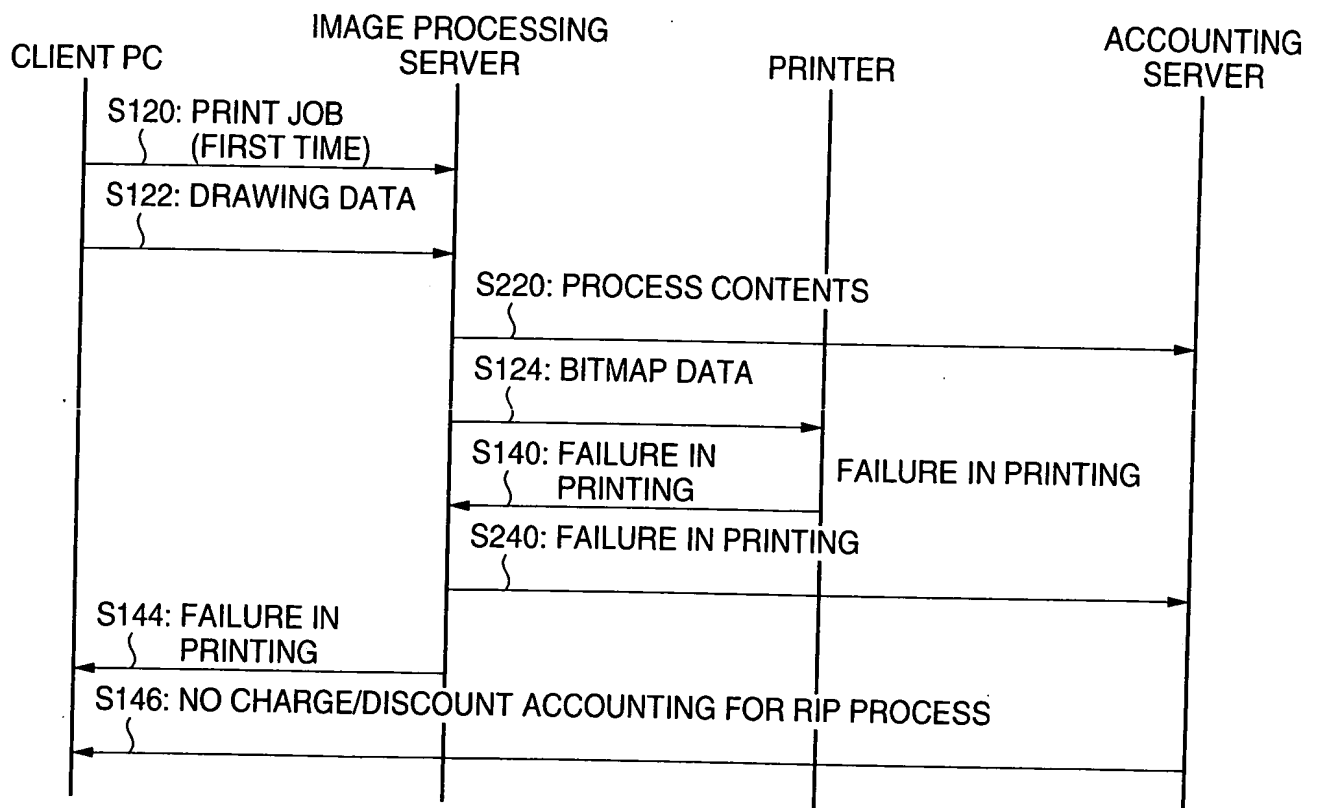 CLIENT PC
IMAGE PROCESSING
SERVER
PRINTER
ACCOUNTING
SERVER
S120: PRINT JOB
(FIRST TIME)
S122: DRAWING DATA
S220: PROCESS CONTENTS
S124: BITMAP DATA
S140: FAILURE IN
PRINTING
FAILURE IN PRINTING
S240: FAILURE IN PRINTING
S144: FAILURE IN
PRINTING
S146: NO CHARGE/DISCOUNT ACCOUNTING FOR RIP PROCESS